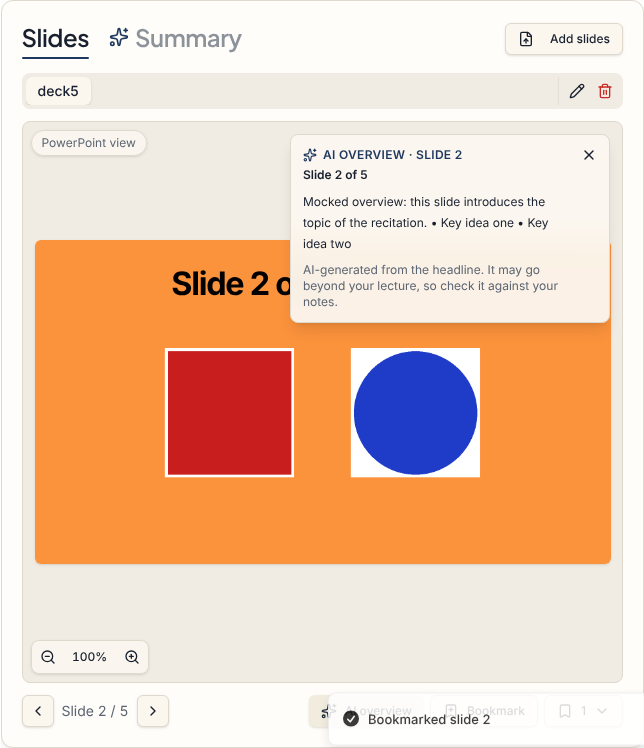 Slides Summary Add slides
deck5
PowerPoint view
AI OVERVIEW · SLIDE 2
Slide 2 of 5
Mocked overview: this slide introduces the
topic of the recitation. • Key idea one • Key
idea two
AI-generated from the headline. It may go
beyond your lecture, so check it against your
notes.
Slide 2 o
100%
Slide 2 / 5 AI overview Bookmark 1
Bookmarked slide 2